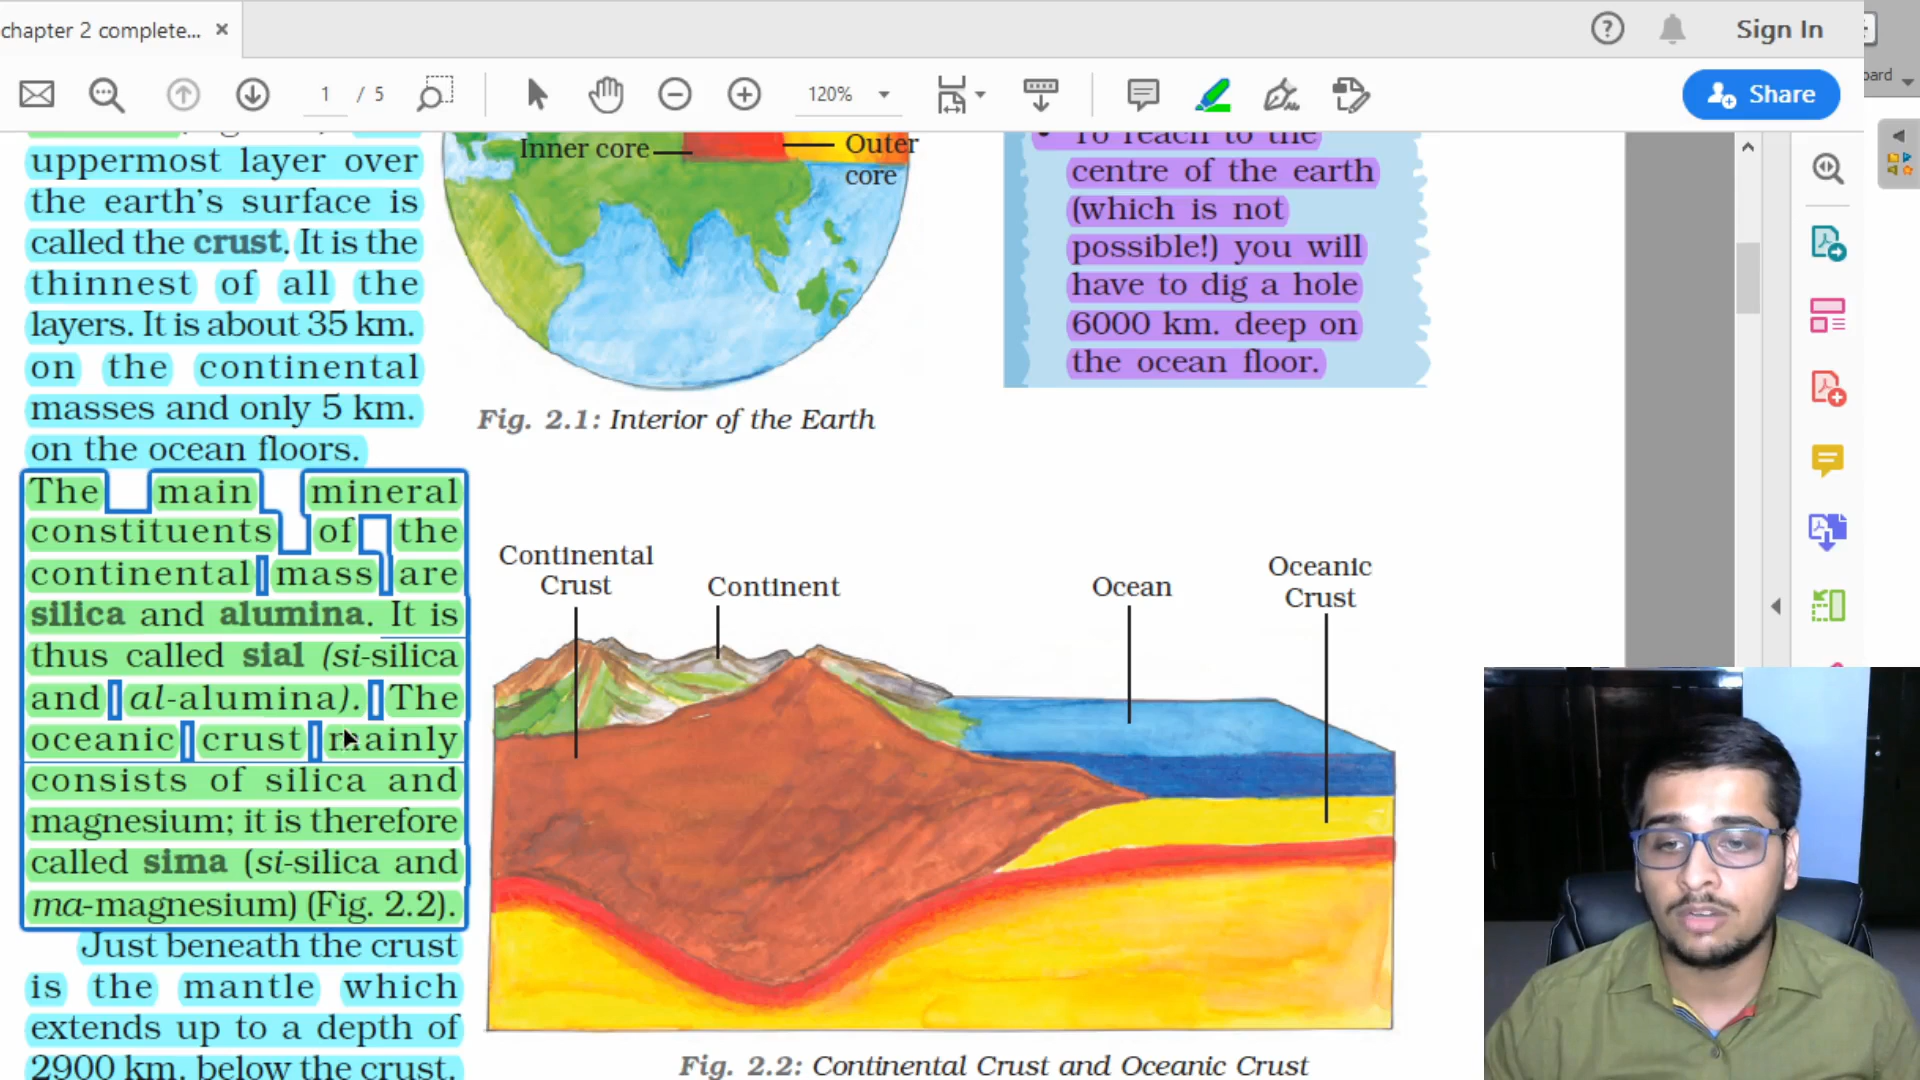 chapter 2 complete...
Sign In
1 / 5
120%
Share
oard
uppermost layer over
the earth's surface is
called the crust. It is the
thinnest of all the
layers. It is about 35 km.
on the continental
masses and only 5 km.
on the ocean floors.
The main mineral
constituents of the
continental mass are
silica and alumina. It is
thus called sial (si-silica
and al-alumina). The
oceanic crust mainly
consists of silica and
magnesium; it is therefore
called sima (si-silica and
ma-magnesium) (Fig. 2.2).
Just beneath the crust
is the mantle which
extends up to a depth of
2900 km. below the crust.
Inner core
Outer
core
Fig. 2.1: Interior of the Earth
• To reach to the
centre of the earth
(which is not
possible!) you will
have to dig a hole
6000 km. deep on
the ocean floor.
Continental
Crust
Continent
Ocean
Oceanic
Crust
Fig. 2.2: Continental Crust and Oceanic Crust